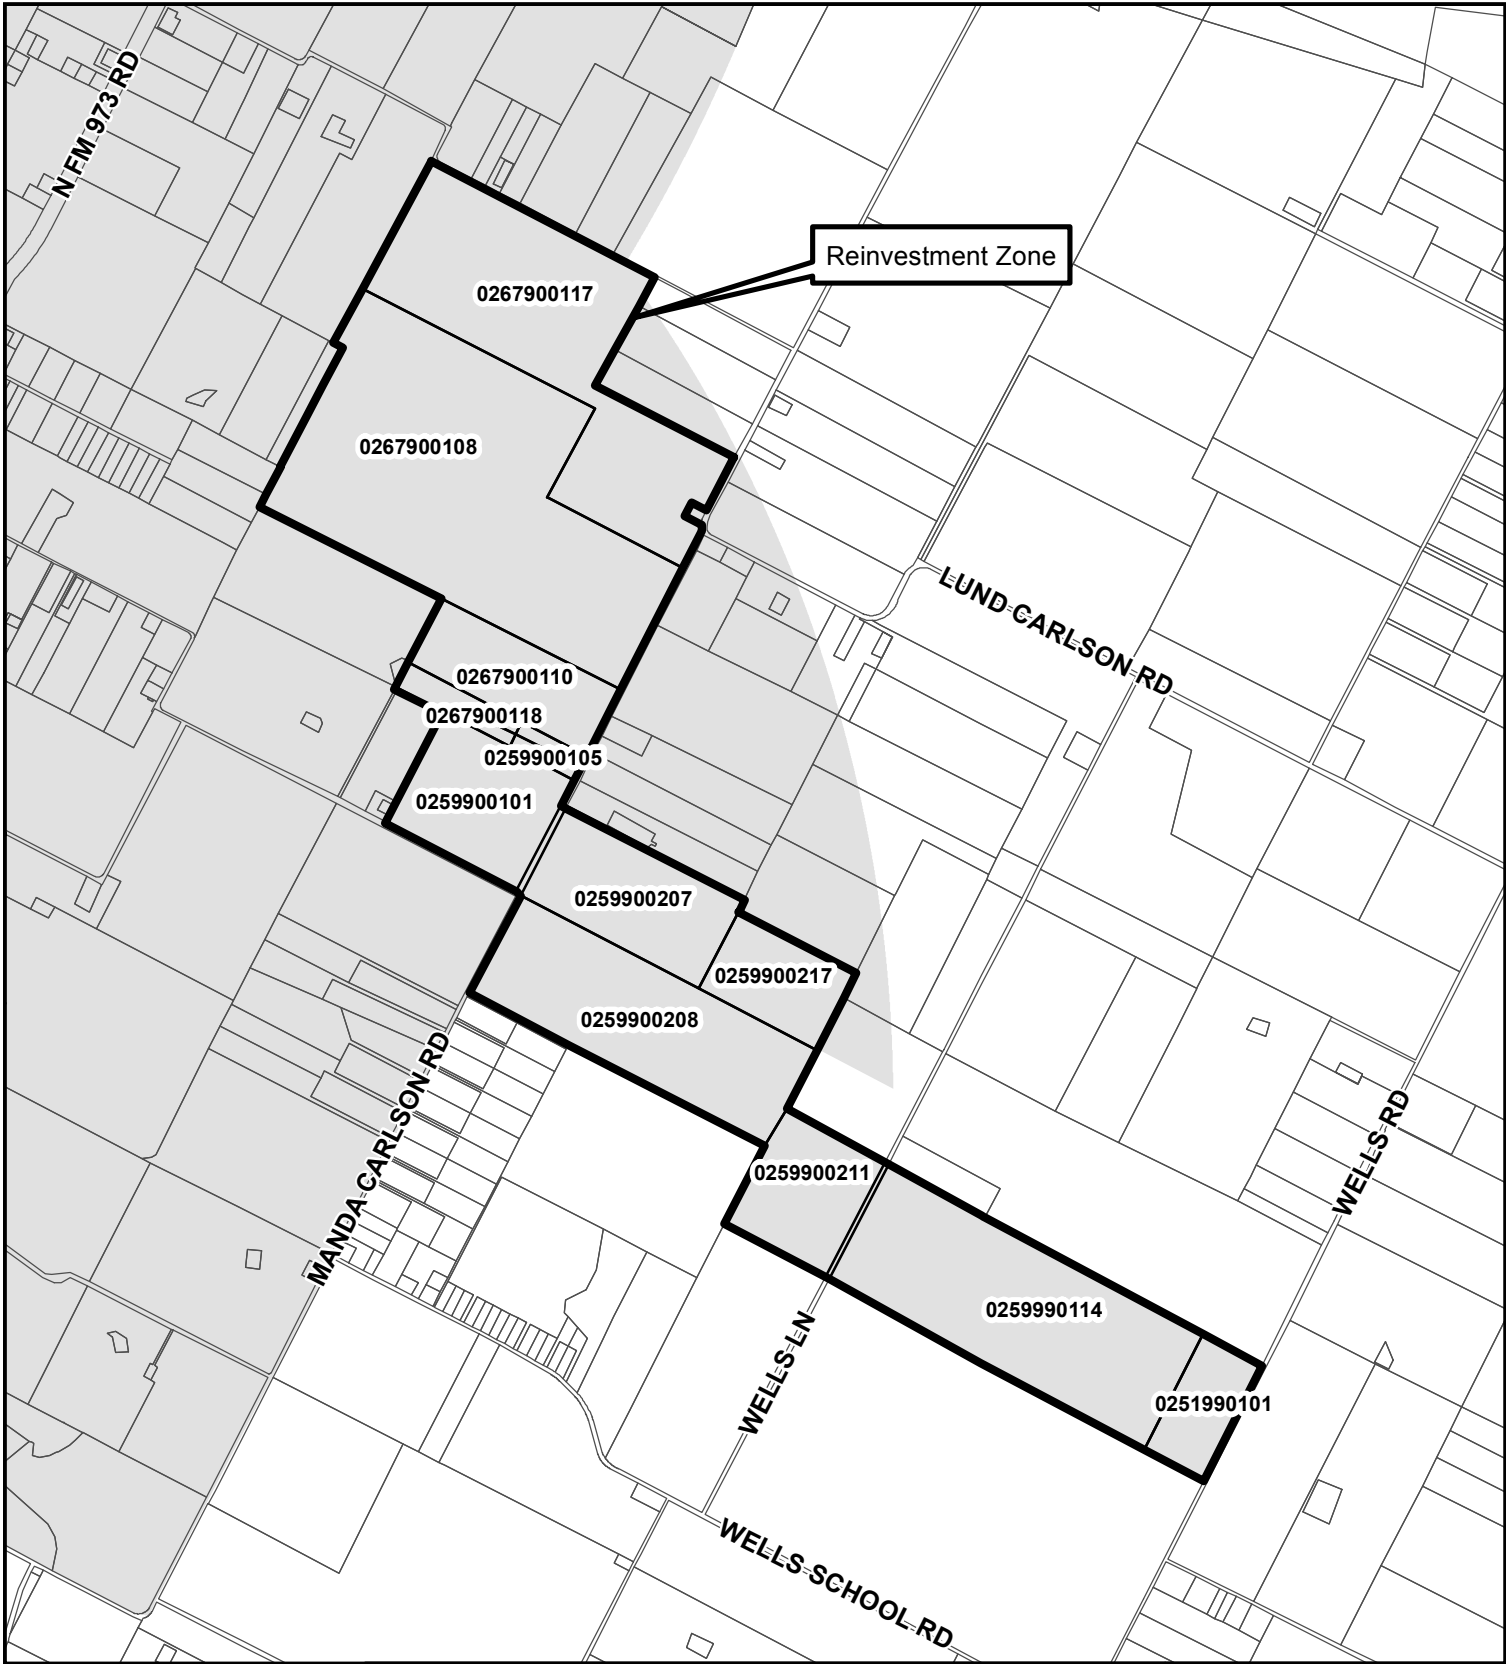 N FM 973 RD
Reinvestment Zone
0267900117
0267900108
LUND CARLSON RD
0267900110
0267900118
0259900105
0259900101
0259900207
0259900217
0259900208
MANDA CARLSON RD
WELLS RD
0259900211
0259990114
WELLS LN
0251990101
WELLS SCHOOL RD